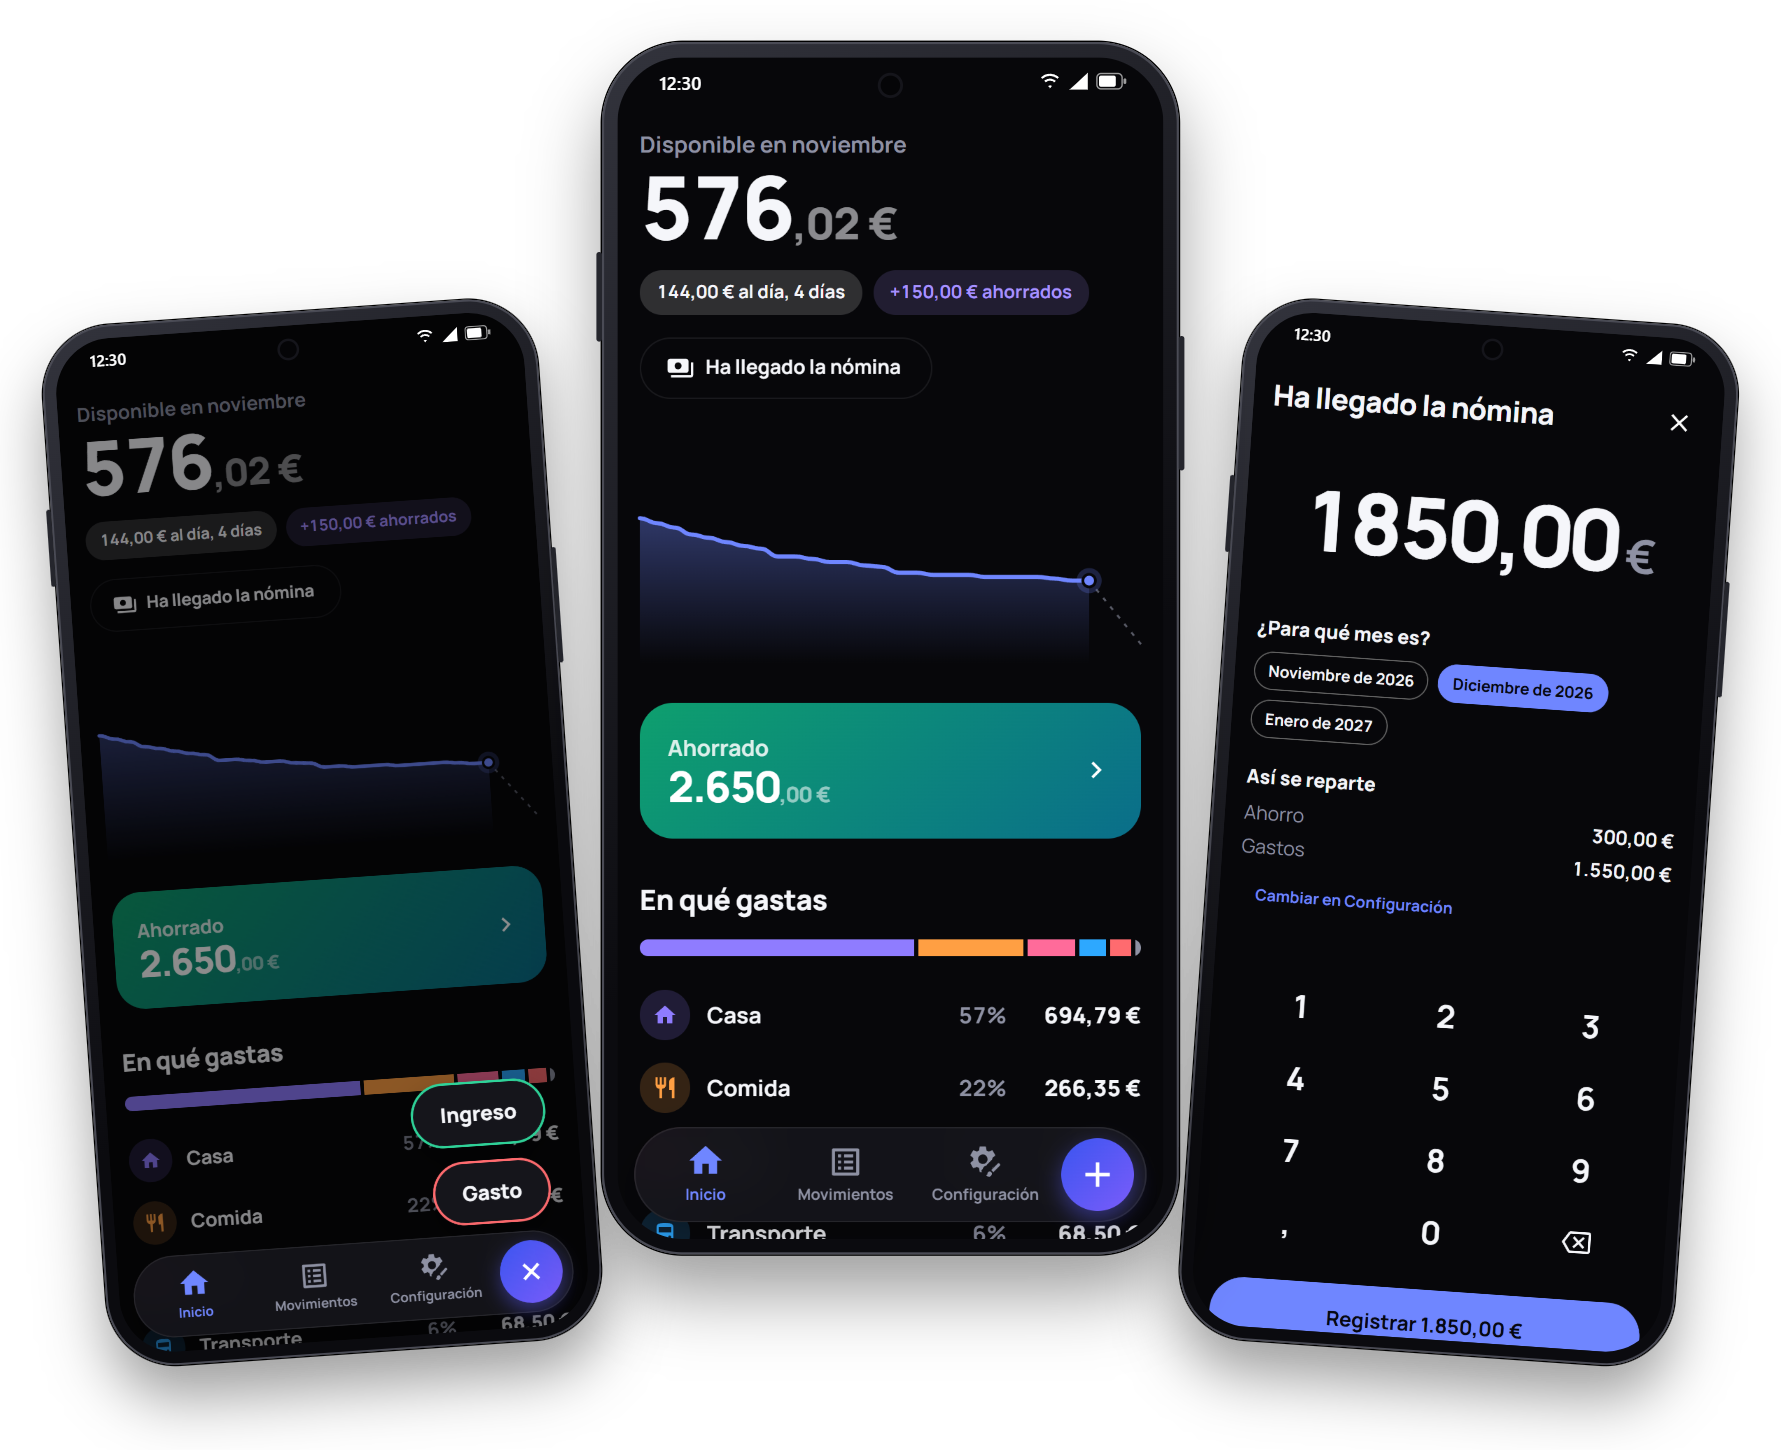 12:30
Disponible en noviembre
576,02 €
144,00 € al día, 4 días
+150,00 € ahorrados
Ha llegado la nómina
Ahorrado
2.650,00 €
En qué gastas
Casa
Ingreso
Comida
Gasto
Inicio
Movimientos
Configuración
Transporte 6% 68,50
12:30
Disponible en noviembre
576,02 €
144,00 € al día, 4 días
+150,00 € ahorrados
Ha llegado la nómina
Ahorrado
2.650,00 €
En qué gastas
Casa 57% 694,79 €
Comida 22% 266,35 €
Inicio
Movimientos
Configuración
Transporte 6% 68,50 €
12:30
Ha llegado la nómina
1850,00€
¿Para qué mes es?
Noviembre de 2026
Diciembre de 2026
Enero de 2027
Así se reparte
Ahorro 300,00 €
Gastos 1.550,00 €
Cambiar en Configuración
1 2 3
4 5 6
7 8 9
, 0
Registrar 1.850,00 €